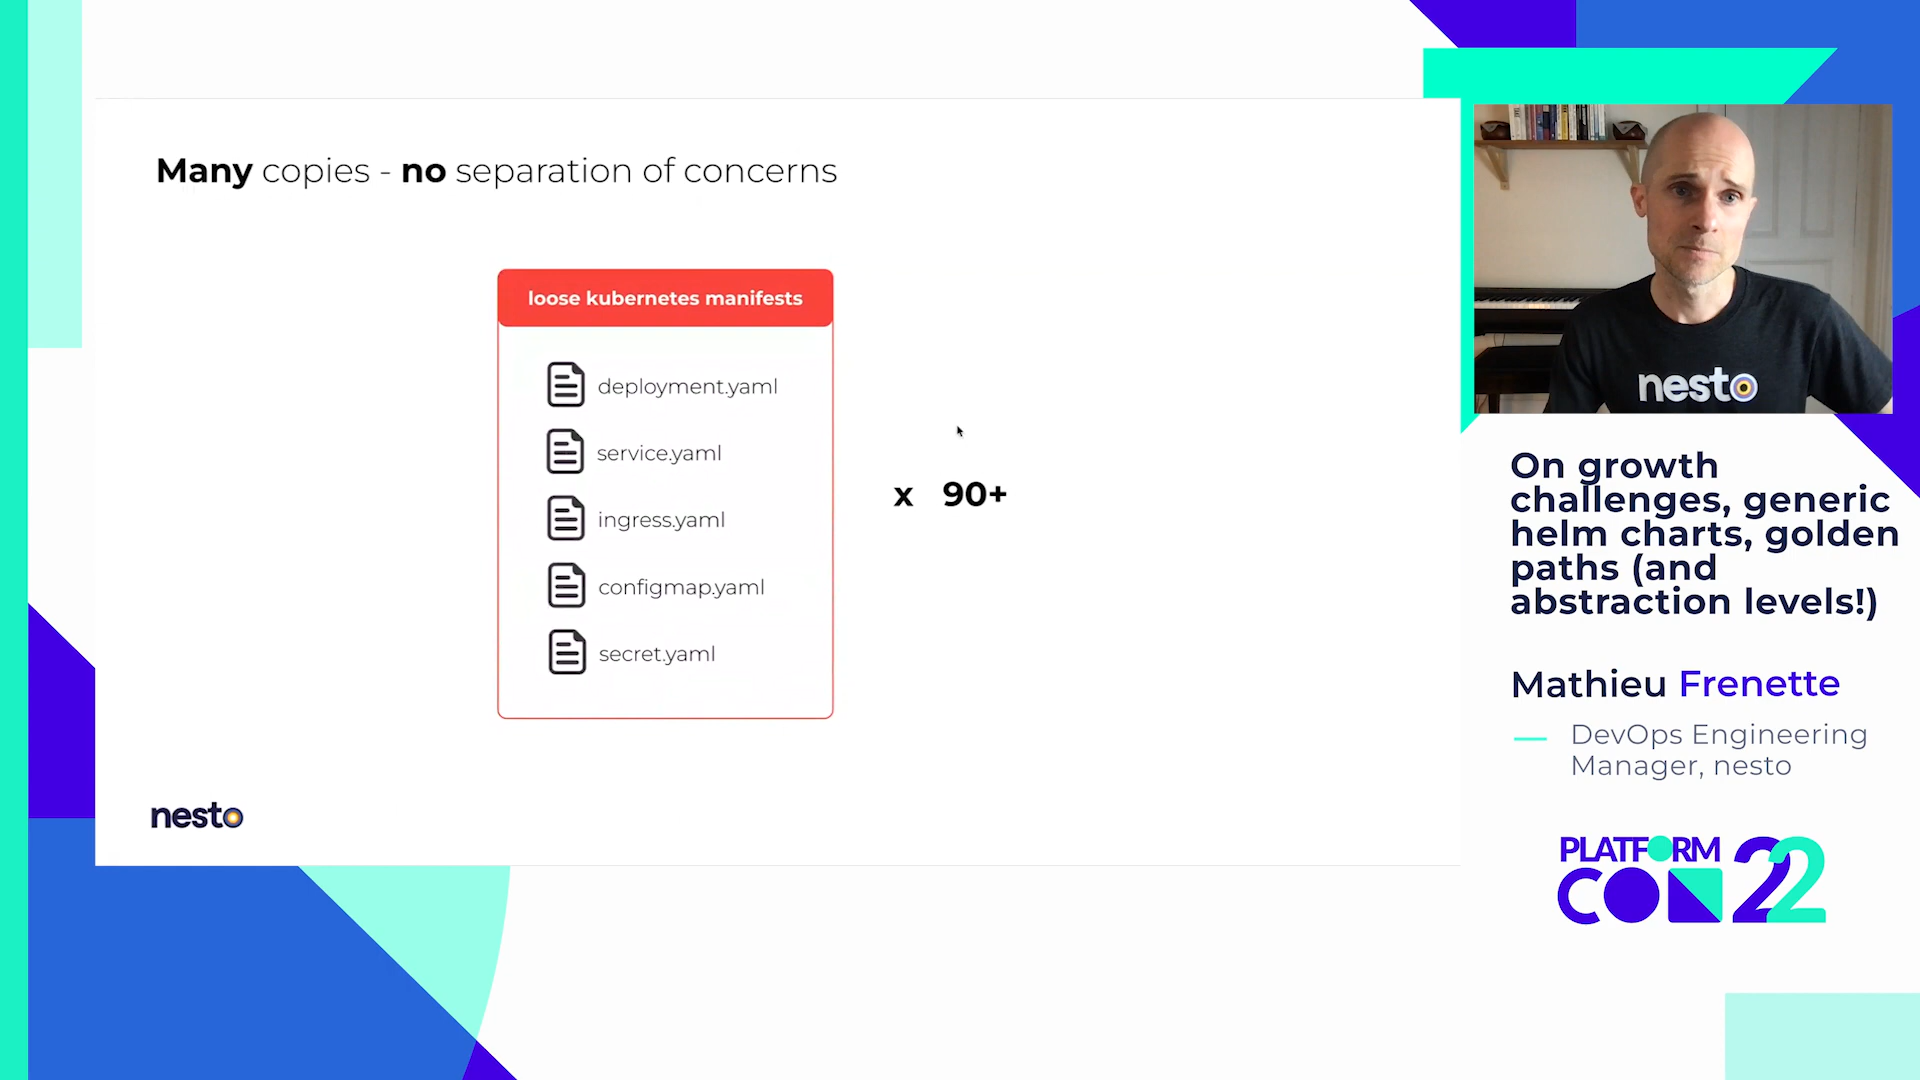 Many copies - no separation of concerns
loose kubernetes manifests
deployment.yaml
service.yaml
ingress.yaml
configmap.yaml
secret.yaml
x 90+
nesto
nesto
On growth
challenges, generic
helm charts, golden
paths (and
abstraction levels!)
Mathieu Frenette
DevOps Engineering
Manager, nesto
PLATFORM
CON 22